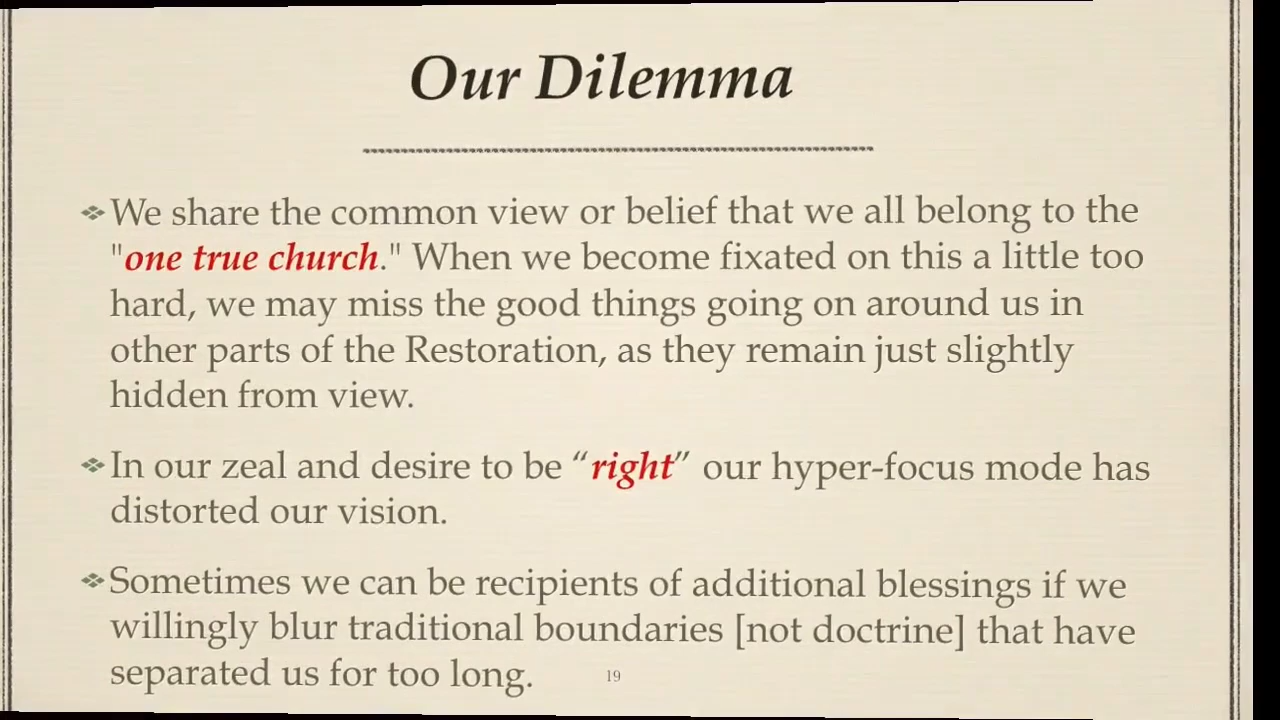 Our Dilemma
We share the common view or belief that we all belong to the
"one true church." When we become fixated on this a little too
hard, we may miss the good things going on around us in
other parts of the Restoration, as they remain just slightly
hidden from view.
In our zeal and desire to be “right” our hyper-focus mode has
distorted our vision.
Sometimes we can be recipients of additional blessings if we
willingly blur traditional boundaries [not doctrine] that have
separated us for too long.
19